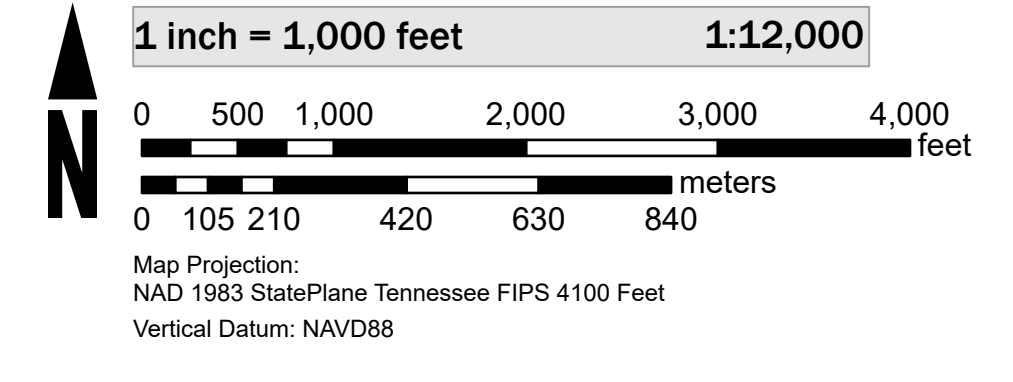 N
1 inch = 1,000 feet 1:12,000
0 500 1,000 2,000 3,000 4,000
feet
meters
0 105 210 420 630 840
Map Projection:
NAD 1983 StatePlane Tennessee FIPS 4100 Feet
Vertical Datum: NAVD88